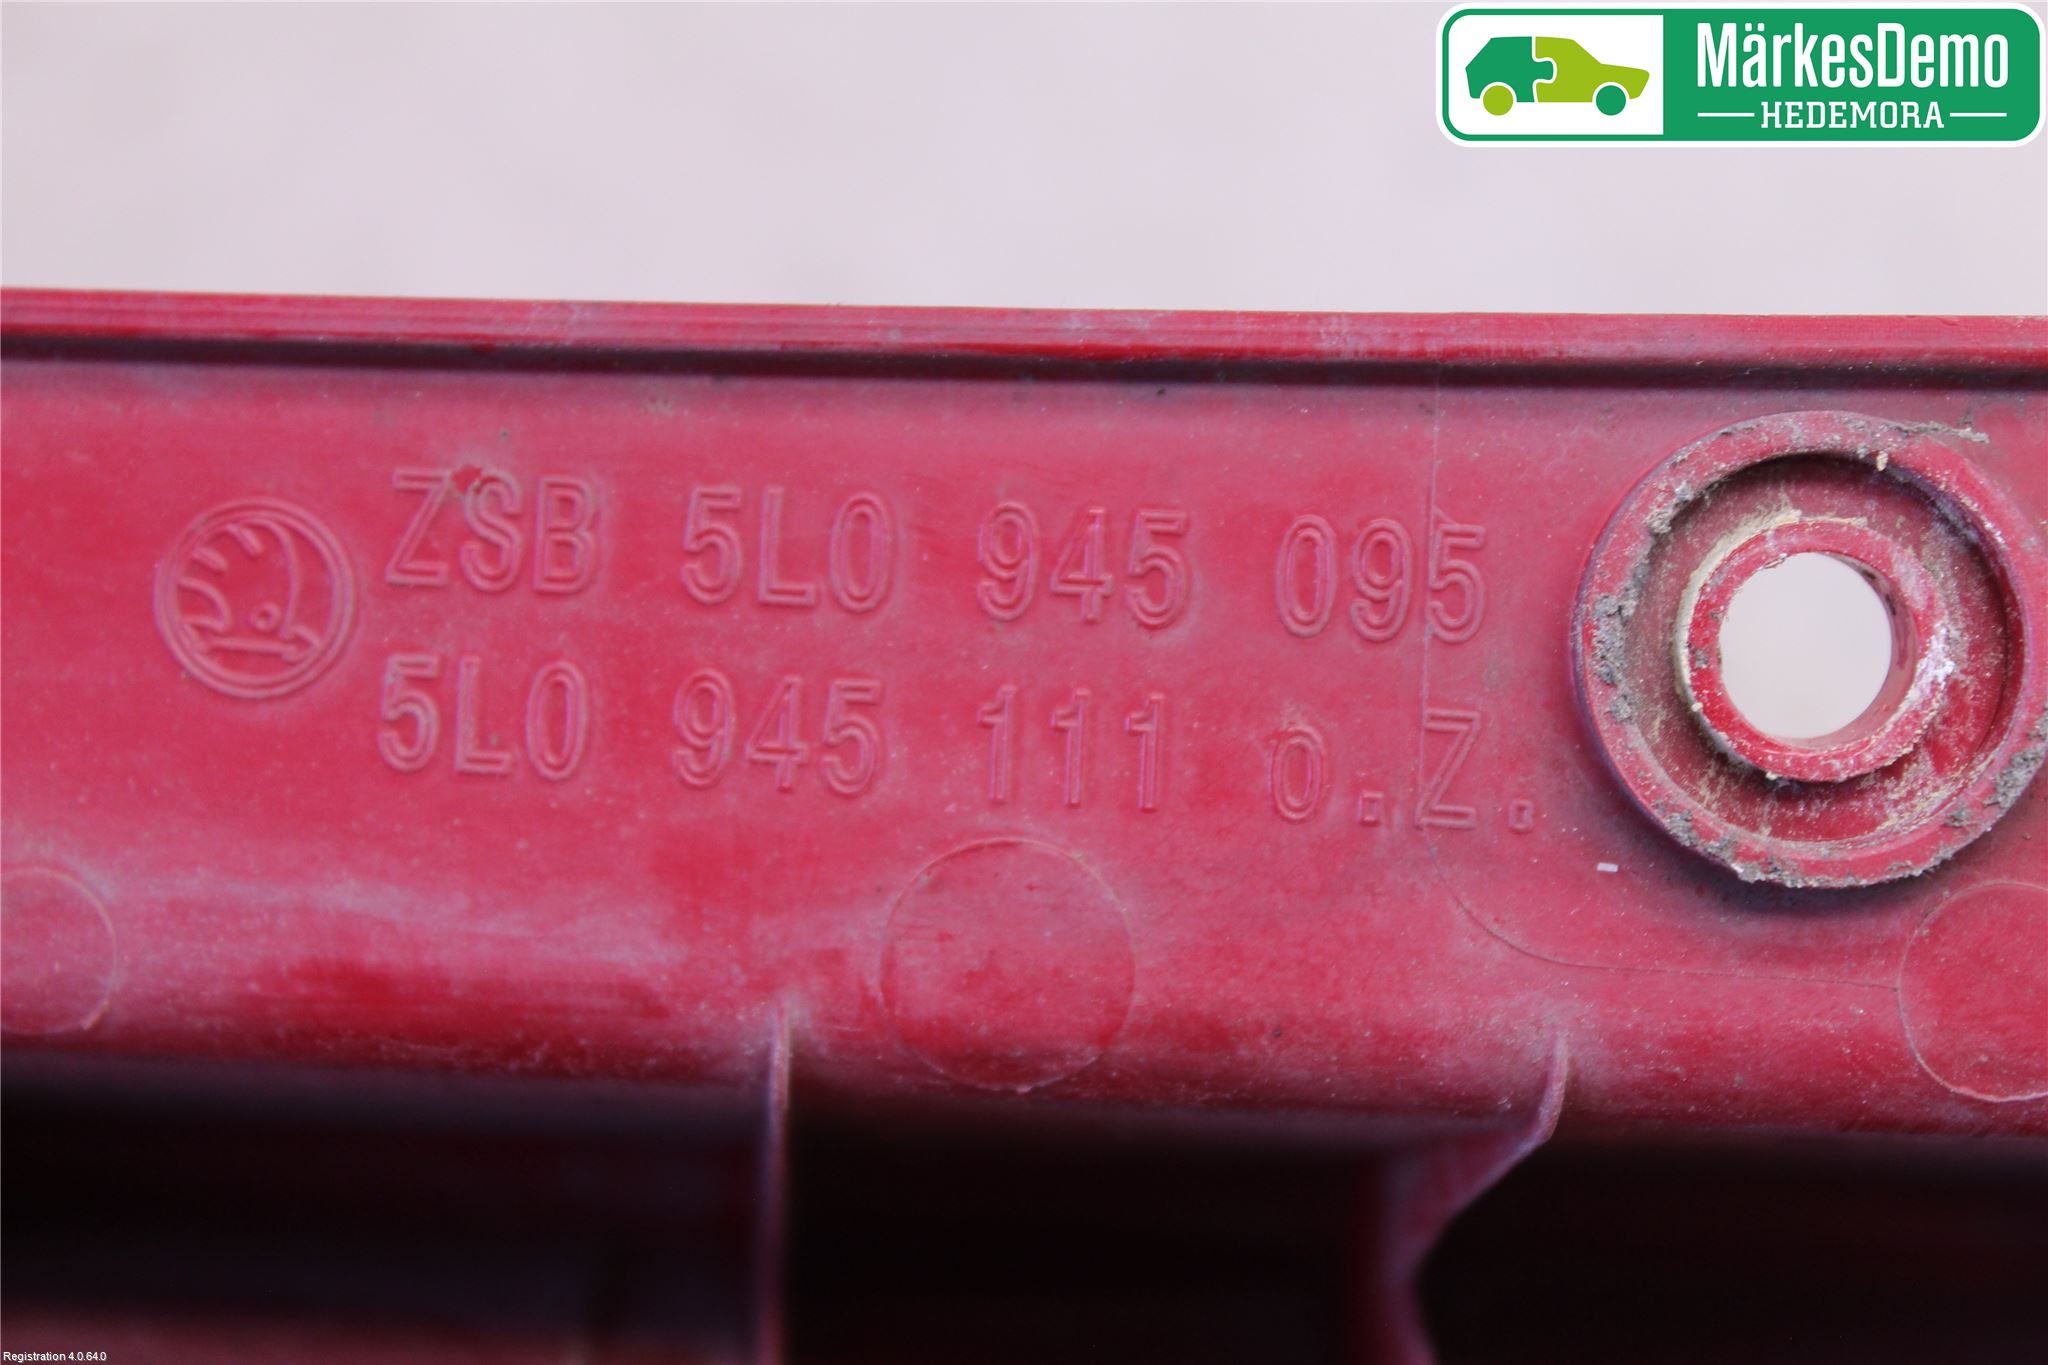 MärkesDemo
HEDEMORA
ZSB 5L0 945 095
5L0 945 111 o.Z.
Registration 4.0.64.0